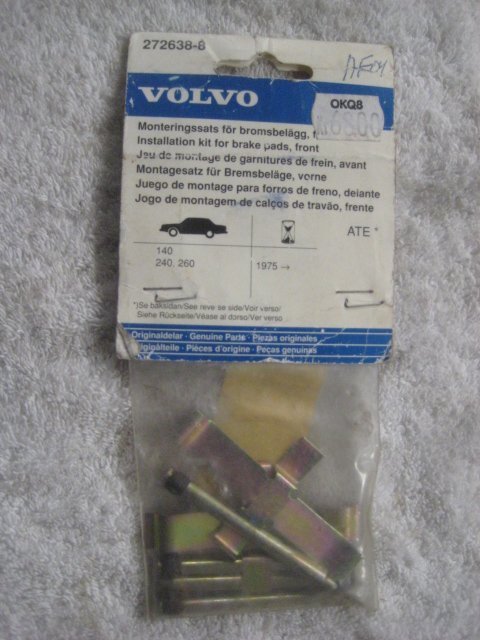 272638-8
VOLVO
OKQ8
Monteringssats för bromsbelägg,
Installation kit for brake pads, front
Jeu de montage de garnitures de frein, avant
Montagesatz für Bremsbeläge, vorne
Juego de montaje para forros de freno, delante
Jogo de montagem de calços de travão, frente
ATE *
140
240, 260
1975 →
*)Se baksidan/See reverse side/Voir verso/
Siehe Rückseite/Véase al dorso/Ver verso
Originaldelar · Genuine Parts · Piezas originales
Originalteile · Pièces d'origine · Peças genuinas